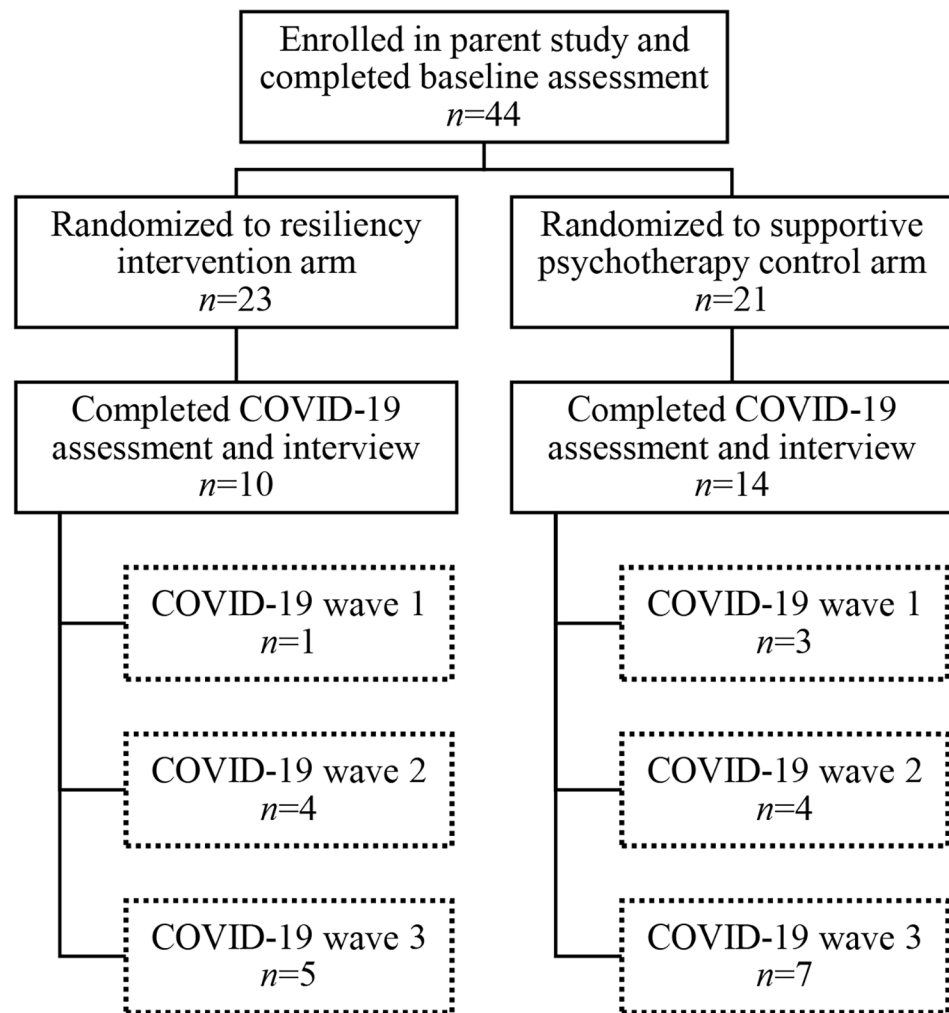 Enrolled in parent study and
completed baseline assessment
n=44
Randomized to resiliency
intervention arm
n=23
Randomized to supportive
psychotherapy control arm
n=21
Completed COVID-19
assessment and interview
n=10
Completed COVID-19
assessment and interview
n=14
COVID-19 wave 1
n=1
COVID-19 wave 2
n=4
COVID-19 wave 3
n=5
COVID-19 wave 1
n=3
COVID-19 wave 2
n=4
COVID-19 wave 3
n=7